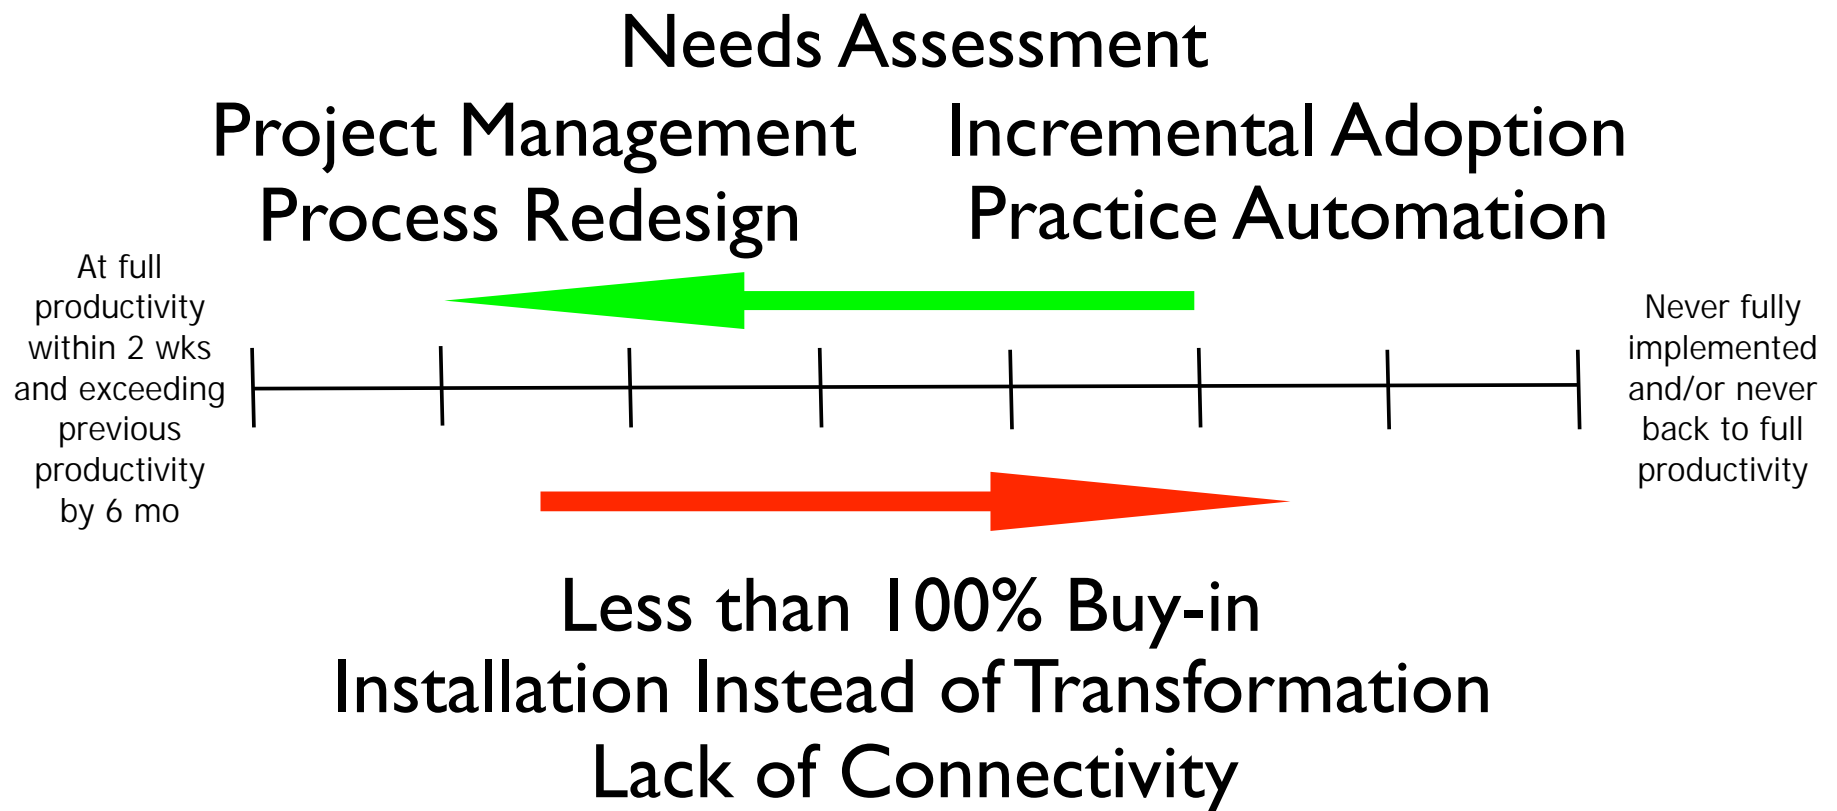 Needs Assessment
Project Management
Process Redesign
Incremental Adoption
Practice Automation
At full
productivity
within 2 wks
and exceeding
previous
productivity
by 6 mo
Never fully
implemented
and/or never
back to full
productivity
Less than 100% Buy-in
Installation Instead of Transformation
Lack of Connectivity